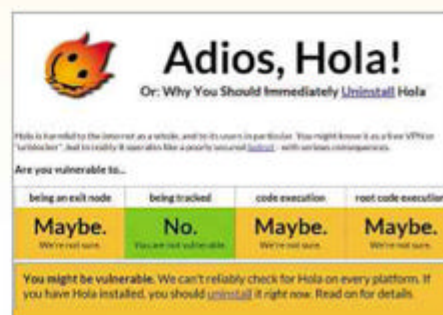 Adios, Hola!
Or: Why You Should Immediately Uninstall Hola
Hola is harmful to the internet as a whole, and to its users in particular. You might know it as a free VPN or
"unblocker", but in reality it operates like a poorly secured botnet - with serious consequences.
Are you vulnerable to...
being an exit node being tracked code execution root code execution
Maybe. No. Maybe. Maybe.
We're not sure. You are not vulnerable. We're not sure. We're not sure.
You might be vulnerable. We can't reliably check for Hola on every platform. If
you have Hola installed, you should uninstall it right now. Read on for details.